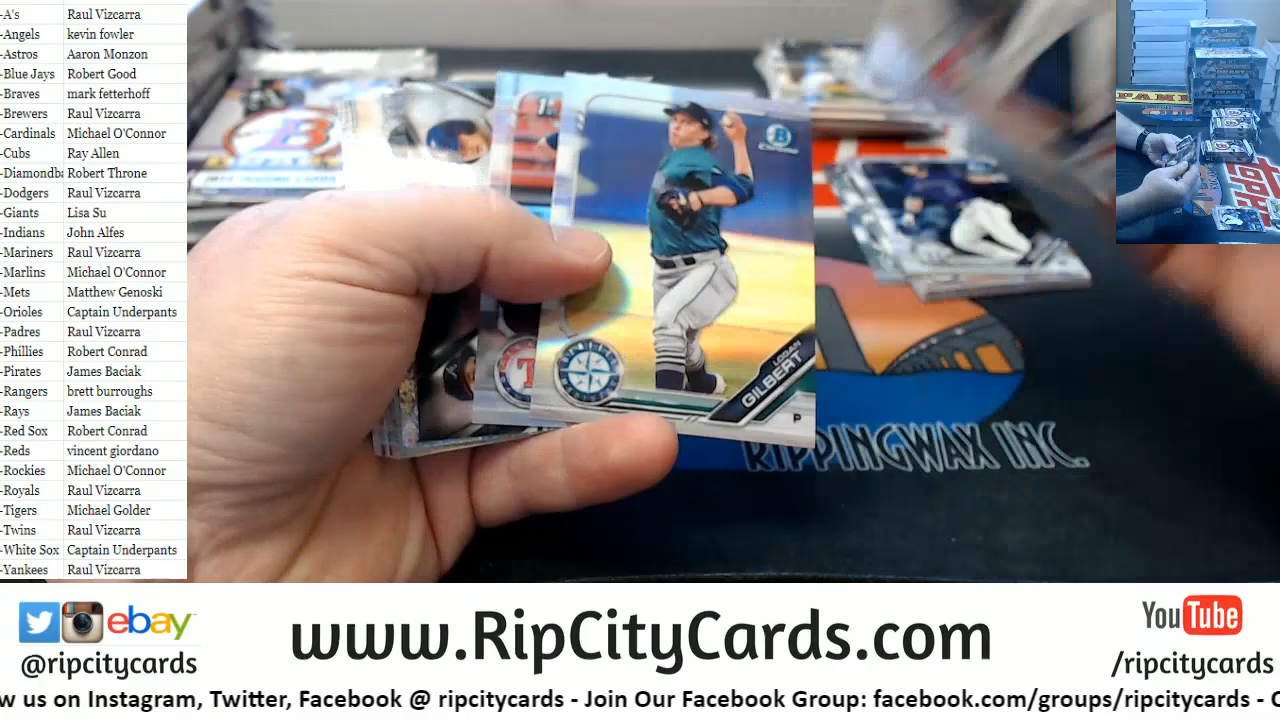 -A's Raul Vizcarra
-Angels kevin fowler
-Astros Aaron Monzon
-Blue Jays Robert Good
-Braves mark fetterhoff
-Brewers Raul Vizcarra
-Cardinals Michael O'Connor
-Cubs Ray Allen
-Diamondba Robert Throne
-Dodgers Raul Vizcarra
-Giants Lisa Su
-Indians John Alfes
-Mariners Raul Vizcarra
-Marlins Michael O'Connor
-Mets Matthew Genoski
-Orioles Captain Underpants
-Padres Raul Vizcarra
-Phillies Robert Conrad
-Pirates James Baciak
-Rangers brett burroughs
-Rays James Baciak
-Red Sox Robert Conrad
-Reds vincent giordano
-Rockies Michael O'Connor
-Royals Raul Vizcarra
-Tigers Michael Golder
-Twins Raul Vizcarra
-White Sox Captain Underpants
-Yankees Raul Vizcarra
B
Chrome
LOGAN
GILBERT
P
RIPPINGWAX INC.
ebay
@ripcitycards
www.RipCityCards.com
YouTube
/ripcitycards
w us on Instagram, Twitter, Facebook @ ripcitycards - Join Our Facebook Group: facebook.com/groups/ripcitycards - C